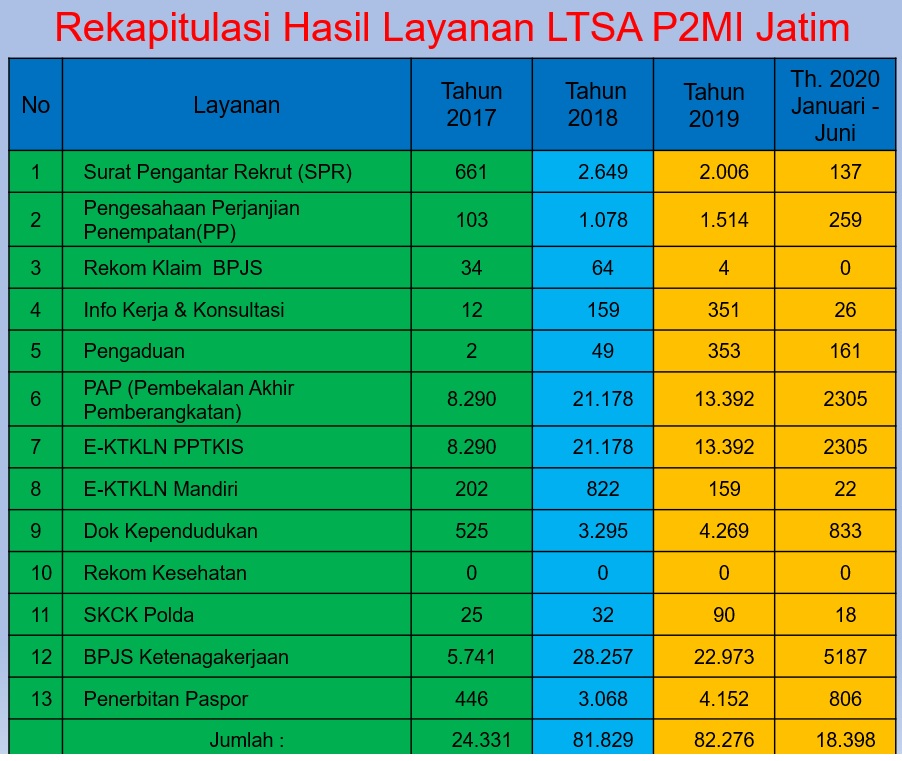 Rekapitulasi Hasil Layanan LTSA P2MI Jatim
No Layanan Tahun 2017 Tahun 2018 Tahun 2019 Th. 2020 Januari - Juni
1 Surat Pengantar Rekrut (SPR) 661 2.649 2.006 137
2 Pengesahaan Perjanjian Penempatan(PP) 103 1.078 1.514 259
3 Rekom Klaim BPJS 34 64 4 0
4 Info Kerja & Konsultasi 12 159 351 26
5 Pengaduan 2 49 353 161
6 PAP (Pembekalan Akhir Pemberangkatan) 8.290 21.178 13.392 2305
7 E-KTKLN PPTKIS 8.290 21.178 13.392 2305
8 E-KTKLN Mandiri 202 822 159 22
9 Dok Kependudukan 525 3.295 4.269 833
10 Rekom Kesehatan 0 0 0 0
11 SKCK Polda 25 32 90 18
12 BPJS Ketenagakerjaan 5.741 28.257 22.973 5187
13 Penerbitan Paspor 446 3.068 4.152 806
Jumlah : 24.331 81.829 82.276 18.398